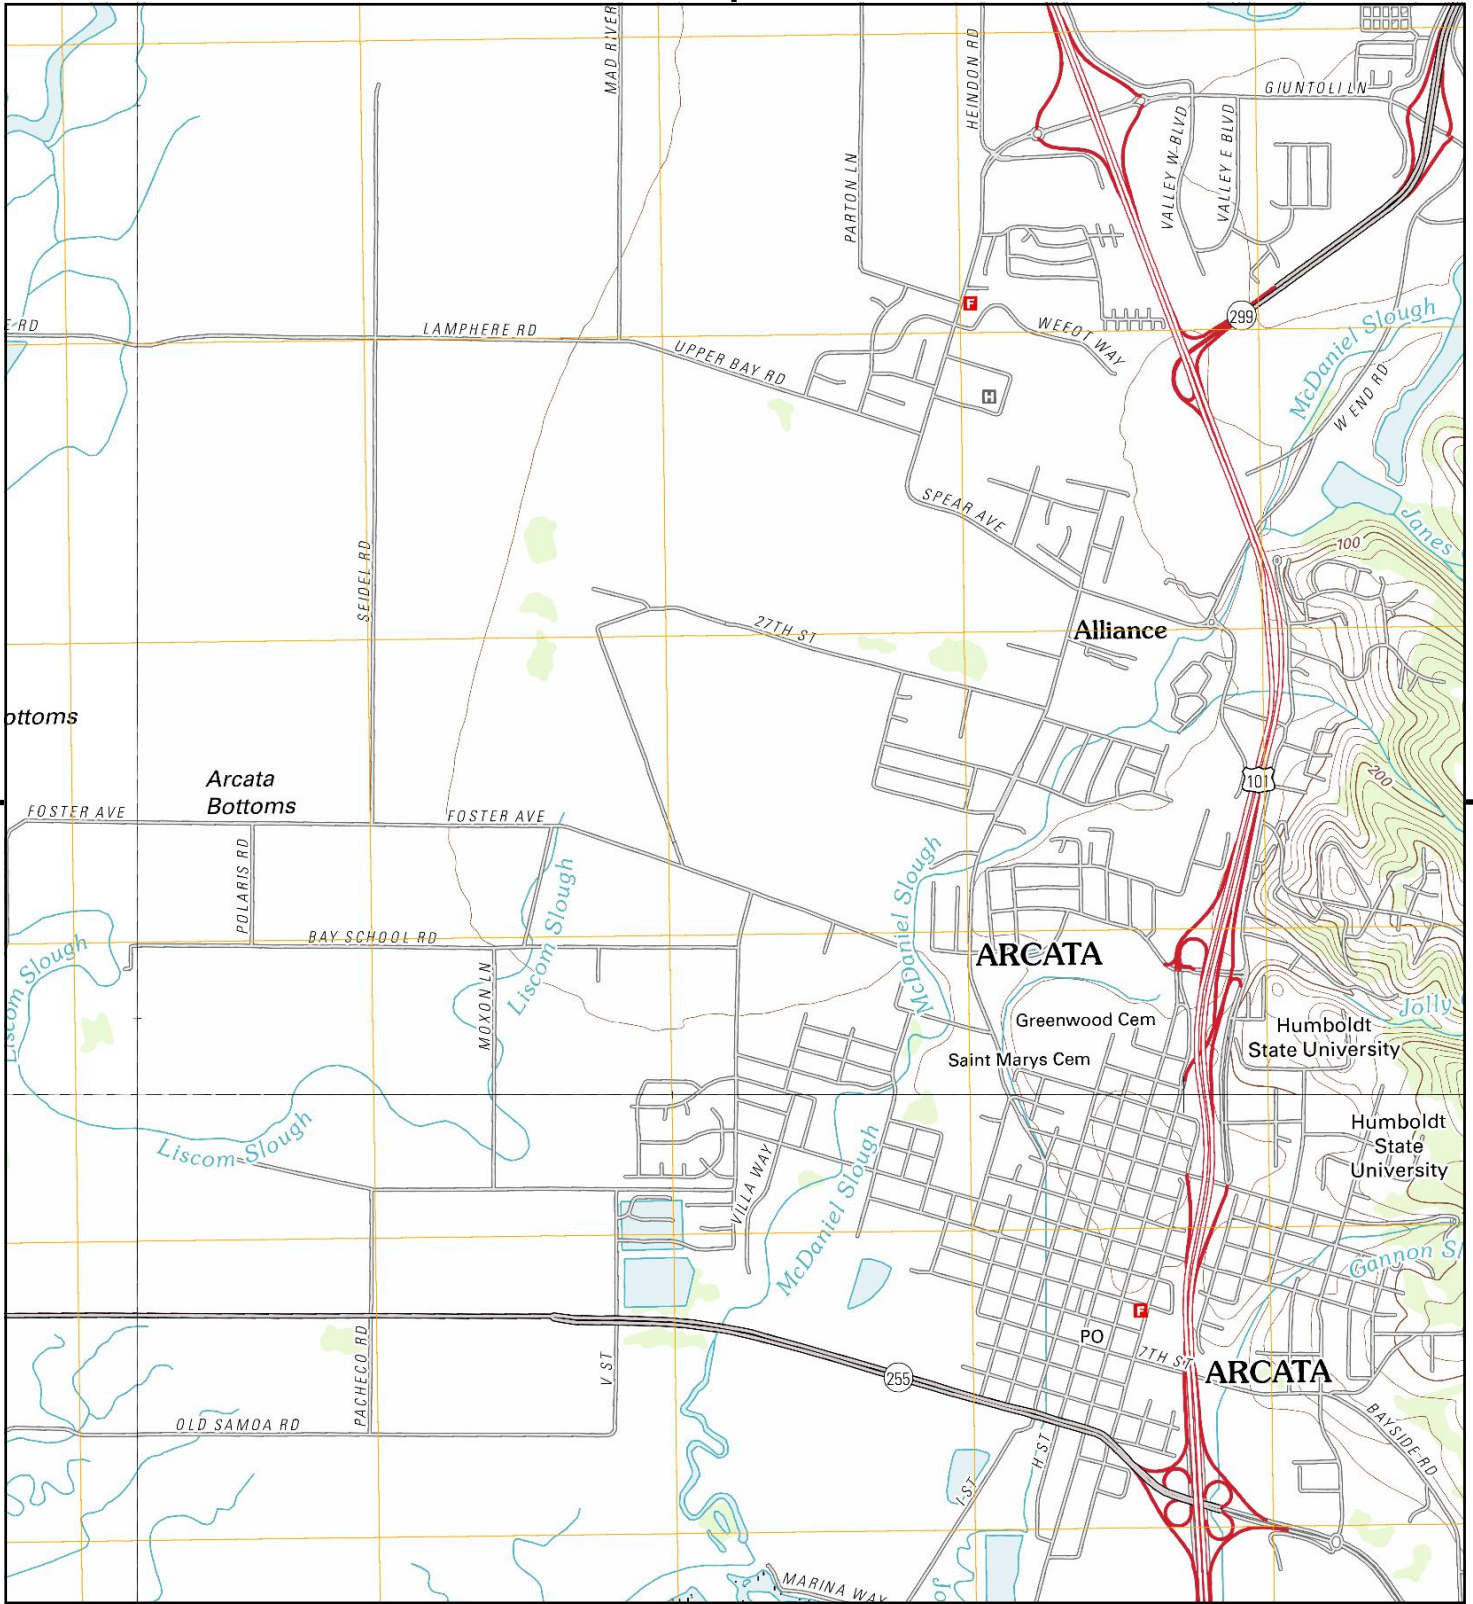 MAD RIVER
HEINDON RD
GIUNTOLI LN
VALLEY W BLVD
VALLEY E BLVD
PARTON LN
F
299
E RD
LAMPHERE RD
WEEOT WAY
McDaniel Slough
UPPER BAY RD
H
W END RD
SPEAR AVE
Janes
100
SEIDEL RD
27TH ST
Alliance
ottoms
Arcata
Bottoms
101
200
FOSTER AVE
FOSTER AVE
POLARIS RD
Liscom Slough
McDaniel Slough
BAY SCHOOL RD
Liscom Slough
ARCATA
MOXON LN
Jolly
Greenwood Cem
Humboldt
State University
Saint Marys Cem
Liscom Slough
Humboldt
State
University
VILLA WAY
McDaniel Slough
Gannon Sl
F
PO
7TH ST
PACHECO RD
V ST
255
ARCATA
OLD SAMOA RD
BAYSIDE RD
H ST
I ST
MARINA WAY
Jo